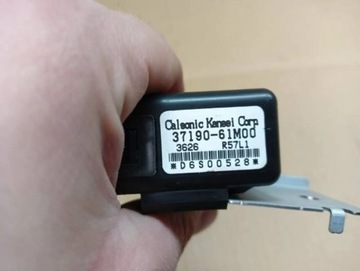 Calsonic Kansei Corp.
37190-61M00
3626 R57L1
*D6S00528*